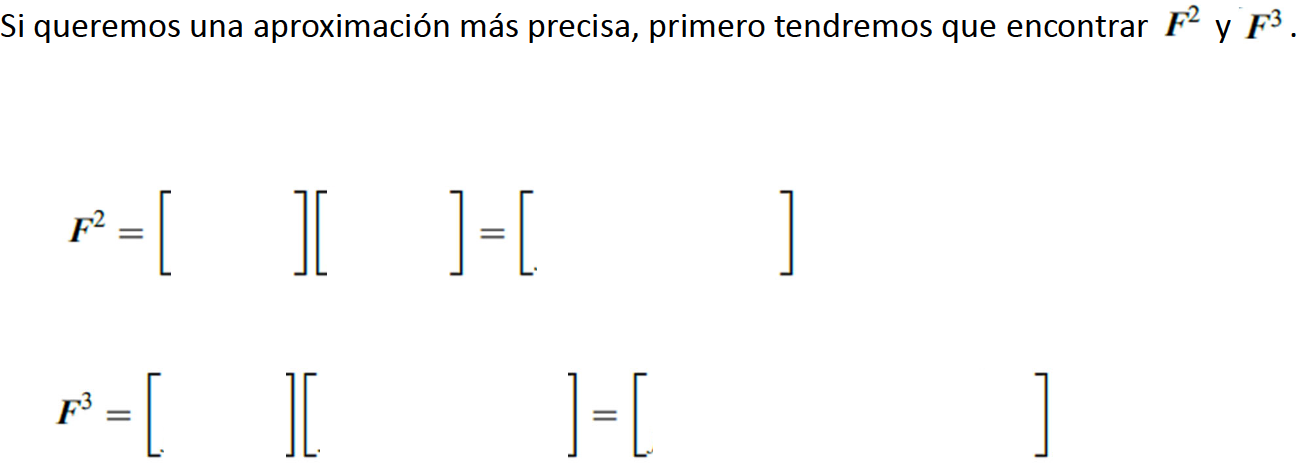 Si queremos una aproximación más precisa, primero tendremos que encontrar F² y F³ .
F² = [ ][ ] = [ ]
F³ = [ ][ ] = [ ]